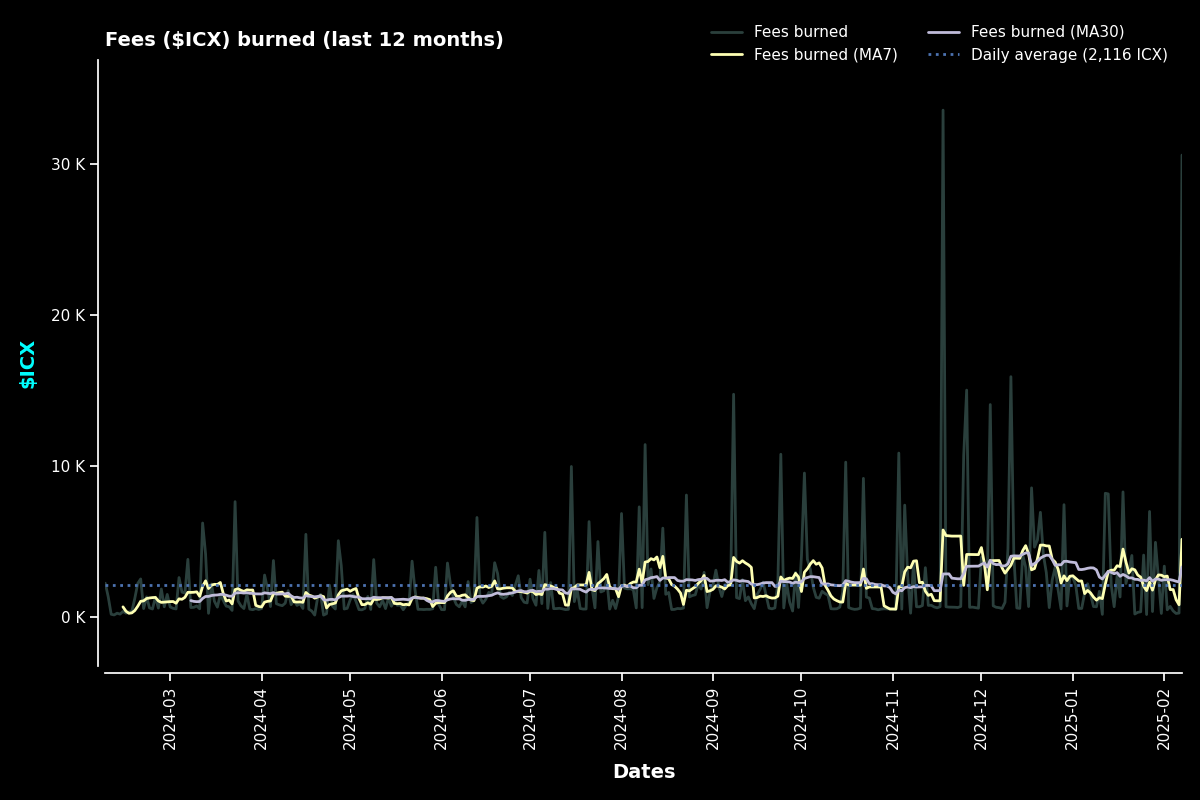 Fees ($ICX) burned (last 12 months)
Fees burned
Fees burned (MA7)
Fees burned (MA30)
Daily average (2,116 ICX)
$ICX
30 K
20 K
10 K
0 K
2024-03
2024-04
2024-05
2024-06
2024-07
2024-08
2024-09
2024-10
2024-11
2024-12
2025-01
2025-02
Dates